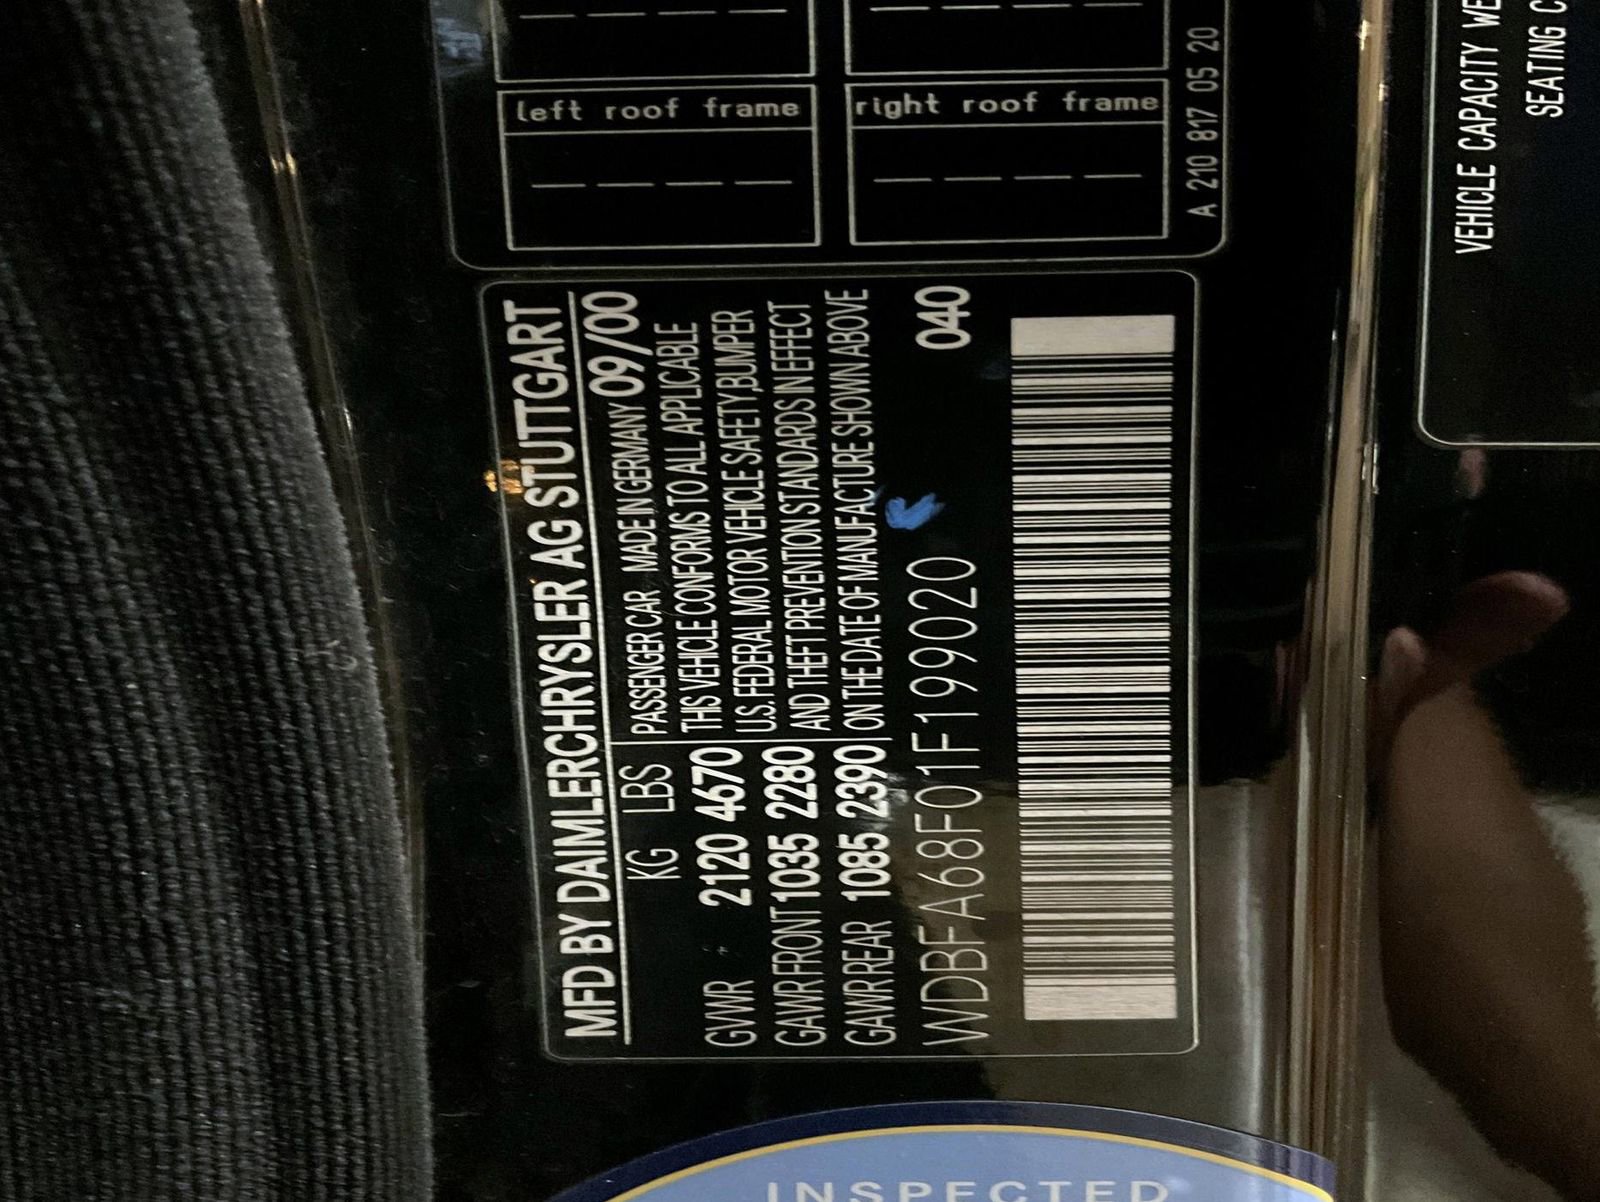 left roof frame
right roof frame
A 210 817 05 20
MFD BY DAIMLERCHRYSLER AG STUTTGART
KG LBS PASSENGER CAR MADE IN GERMANY 09/00
GVWR 2120 4670 THIS VEHICLE CONFORMS TO ALL APPLICABLE
U.S. FEDERAL MOTOR VEHICLE SAFETY,BUMPER
GAWR FRONT 1035 2280 AND THEFT PREVENTION STANDARDS IN EFFECT
GAWR REAR 1085 2390 ON THE DATE OF MANUFACTURE SHOWN ABOVE
WDBFA68F01F199020 040
VEHICLE CAPACITY WE
SEATING C
INSPECTED